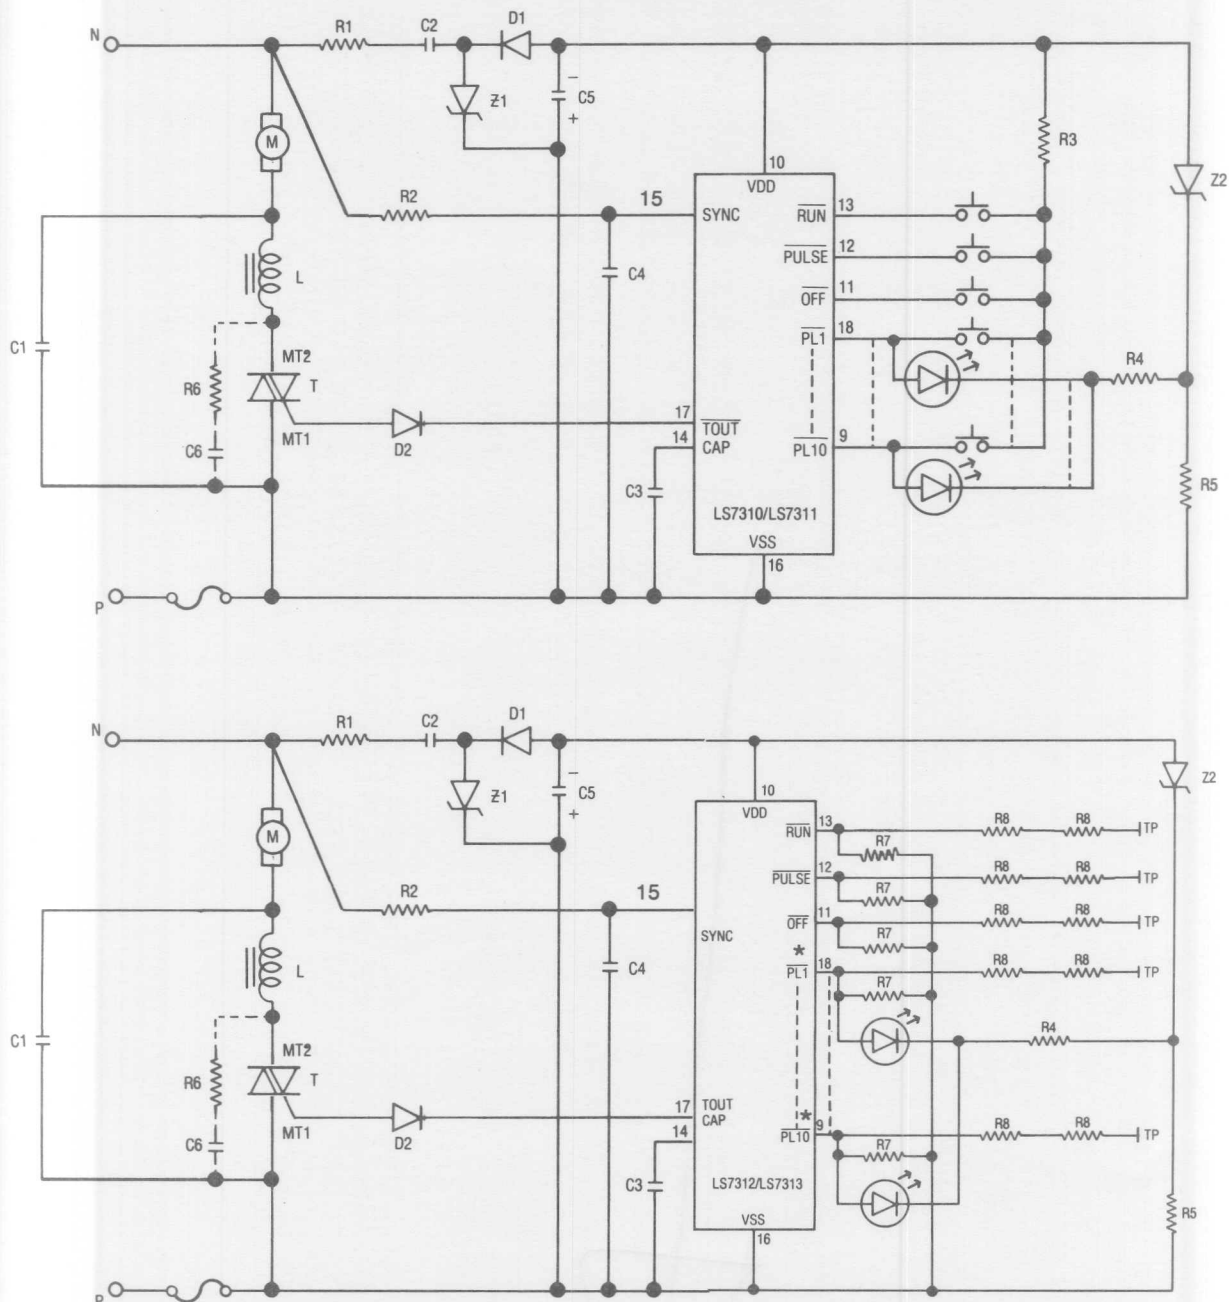 N
R1
C2
D1
Z1
−
C5
+
M
R2
15
R3
Z2
10
VDD
SYNC
RUN 13
PULSE 12
OFF 11
PL1 18
C4
L
C1
MT2
T
R6
MT1
C6
D2
17 TOUT
14 CAP
PL10 9
R4
R5
C3
LS7310/LS7311
VSS
16
P
N
R1
C2
D1
Z1
−
C5
+
M
R2
15
Z2
10
VDD
RUN 13 R8 R8 TP
R7
PULSE 12 R8 R8 TP
R7
OFF 11 R8 R8 TP
R7
SYNC
*
PL1 18 R8 R8 TP
R7
C4
L
C1
R4
MT2
T
R6
MT1
C6
D2
17 TOUT
14 CAP
*
PL10 9 R8 R8 TP
R7
C3
LS7312/LS7313
R5
VSS
16
P